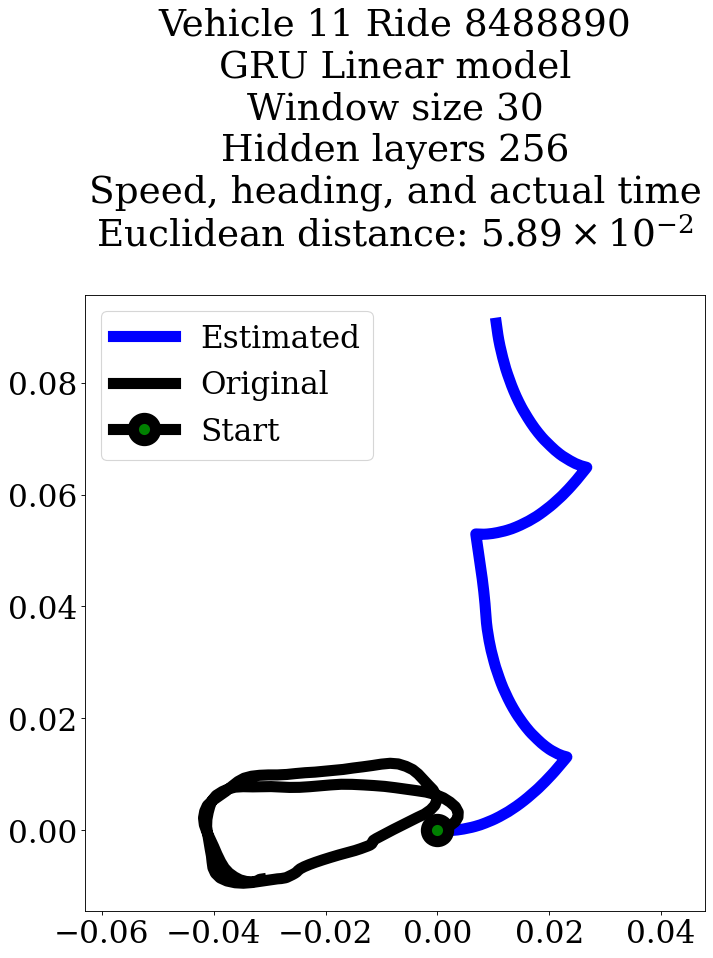 Vehicle 11 Ride 8488890
GRU Linear model
Window size 30
Hidden layers 256
Speed, heading, and actual time
Euclidean distance: 5.89 × 10⁻²
Estimated
Original
Start
0.08
0.06
0.04
0.02
0.00
−0.06 −0.04 −0.02 0.00 0.02 0.04